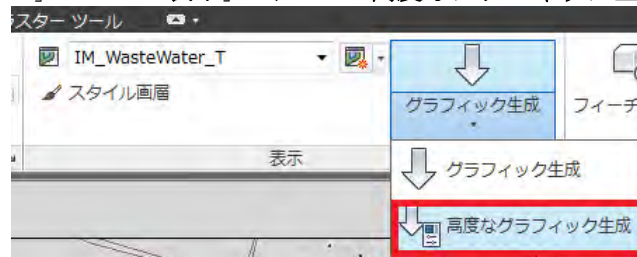 ラスター ツール
IM_WasteWater_T
スタイル画層
グラフィック生成
フィーチ
表示
グラフィック生成
高度なグラフィック生成